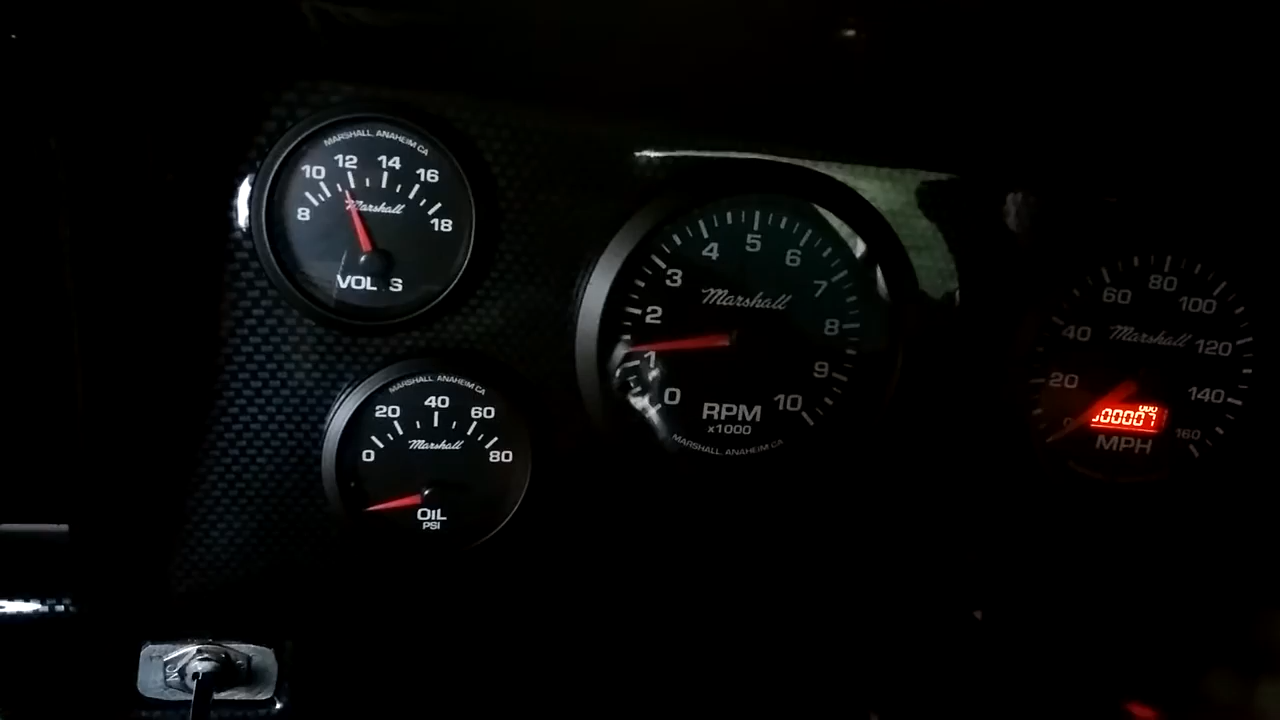 MARSHALL, ANAHEIM CA
8 10 12 14 16 18
Marshall
VOL S
MARSHALL ANAHEIM CA
0 20 40 60 80
Marshall
OIL
PSI
0 1 2 3 4 5 6 7 8 9 10
Marshall
RPM
x1000
MARSHALL, ANAHEIM CA
0 20 40 60 80 100 120 140 160
Marshall
00007
MPH